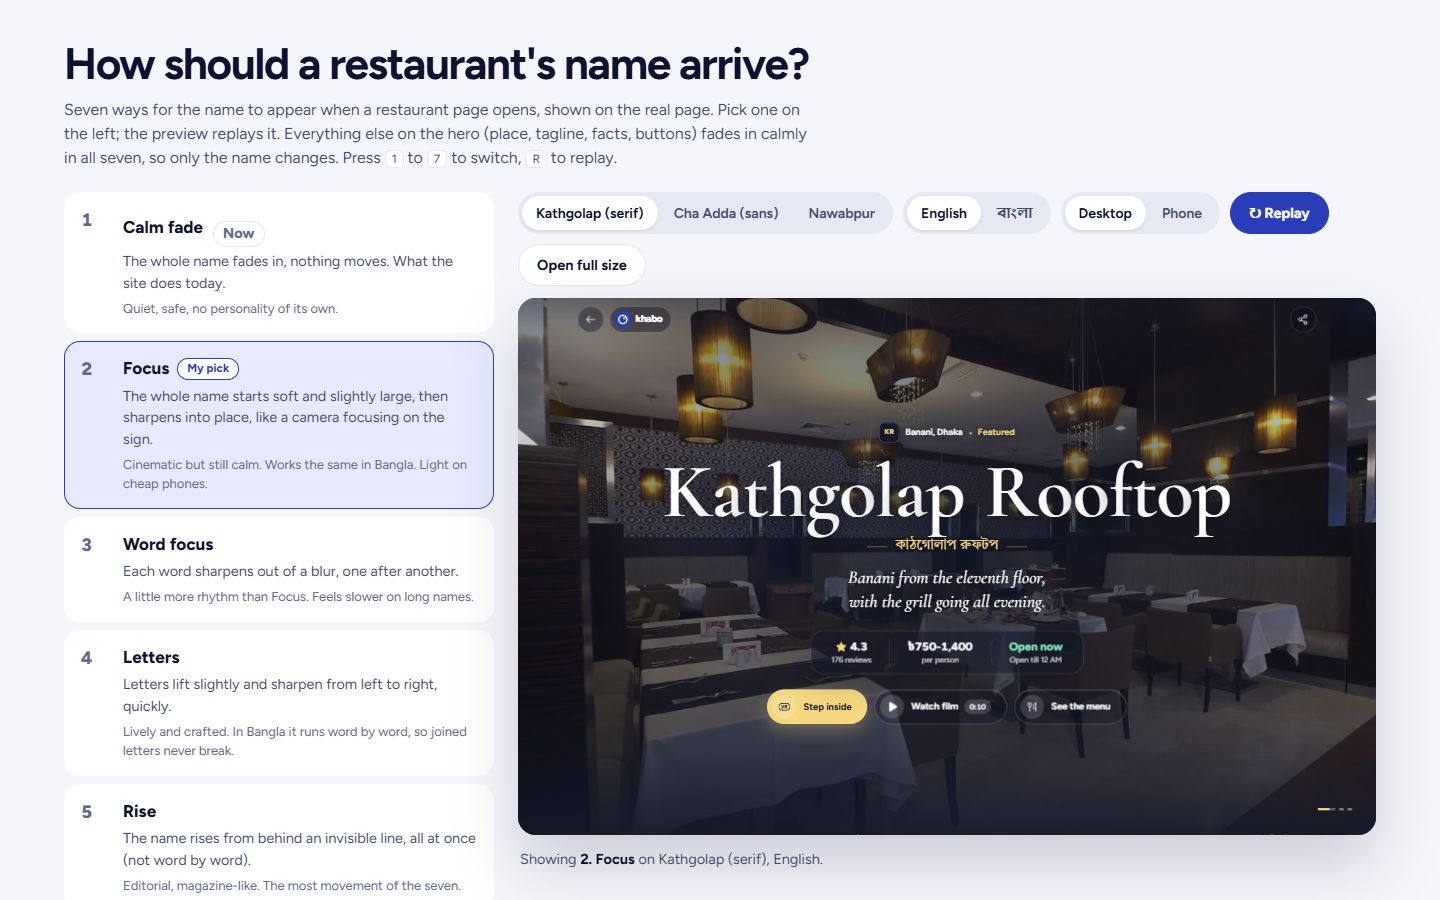 How should a restaurant's name arrive?
Seven ways for the name to appear when a restaurant page opens, shown on the real page. Pick one on
the left; the preview replays it. Everything else on the hero (place, tagline, facts, buttons) fades in calmly
in all seven, so only the name changes. Press 1 to 7 to switch, R to replay.
1
Calm fade Now
The whole name fades in, nothing moves. What the
site does today.
Quiet, safe, no personality of its own.
2 Focus My pick
The whole name starts soft and slightly large, then
sharpens into place, like a camera focusing on the
sign.
Cinematic but still calm. Works the same in Bangla. Light on
cheap phones.
3 Word focus
Each word sharpens out of a blur, one after another.
A little more rhythm than Focus. Feels slower on long names.
4 Letters
Letters lift slightly and sharpen from left to right,
quickly.
Lively and crafted. In Bangla it runs word by word, so joined
letters never break.
5 Rise
The name rises from behind an invisible line, all at once
(not word by word).
Editorial, magazine-like. The most movement of the seven.
Kathgolap (serif) Cha Adda (sans) Nawabpur English বাংলা Desktop Phone ↻ Replay
Open full size
← khabo
KR Banani, Dhaka • Featured
Kathgolap Rooftop
কাঠগোলাপ রুফটপ
Banani from the eleventh floor,
with the grill going all evening.
★ 4.3 ৳750-1,400 Open now
176 reviews per person Open till 12 AM
Step inside Watch film 0:10 See the menu
Showing 2. Focus on Kathgolap (serif), English.